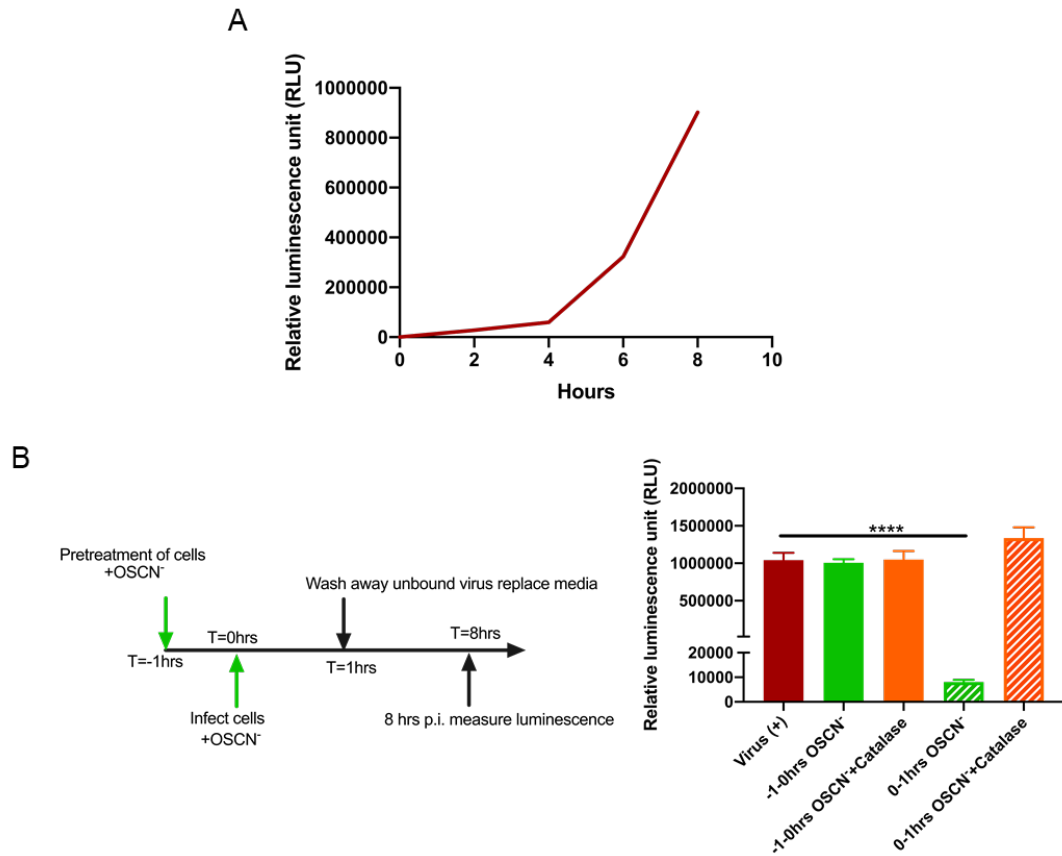 A
Relative luminescence unit (RLU)
1000000
800000
600000
400000
200000
0
0 2 4 6 8 10
Hours
B
Pretreatment of cells
+OSCN⁻
Wash away unbound virus replace media
T=0hrs
T=8hrs
T=-1hrs
T=1hrs
Infect cells
+OSCN⁻
8 hrs p.i. measure luminescence
Relative luminescence unit (RLU)
2000000
1500000
1000000
500000
20000
10000
0
****
Virus (+)
-1-0hrs OSCN⁻
-1-0hrs OSCN⁻+Catalase
0-1hrs OSCN⁻
0-1hrs OSCN⁻+Catalase